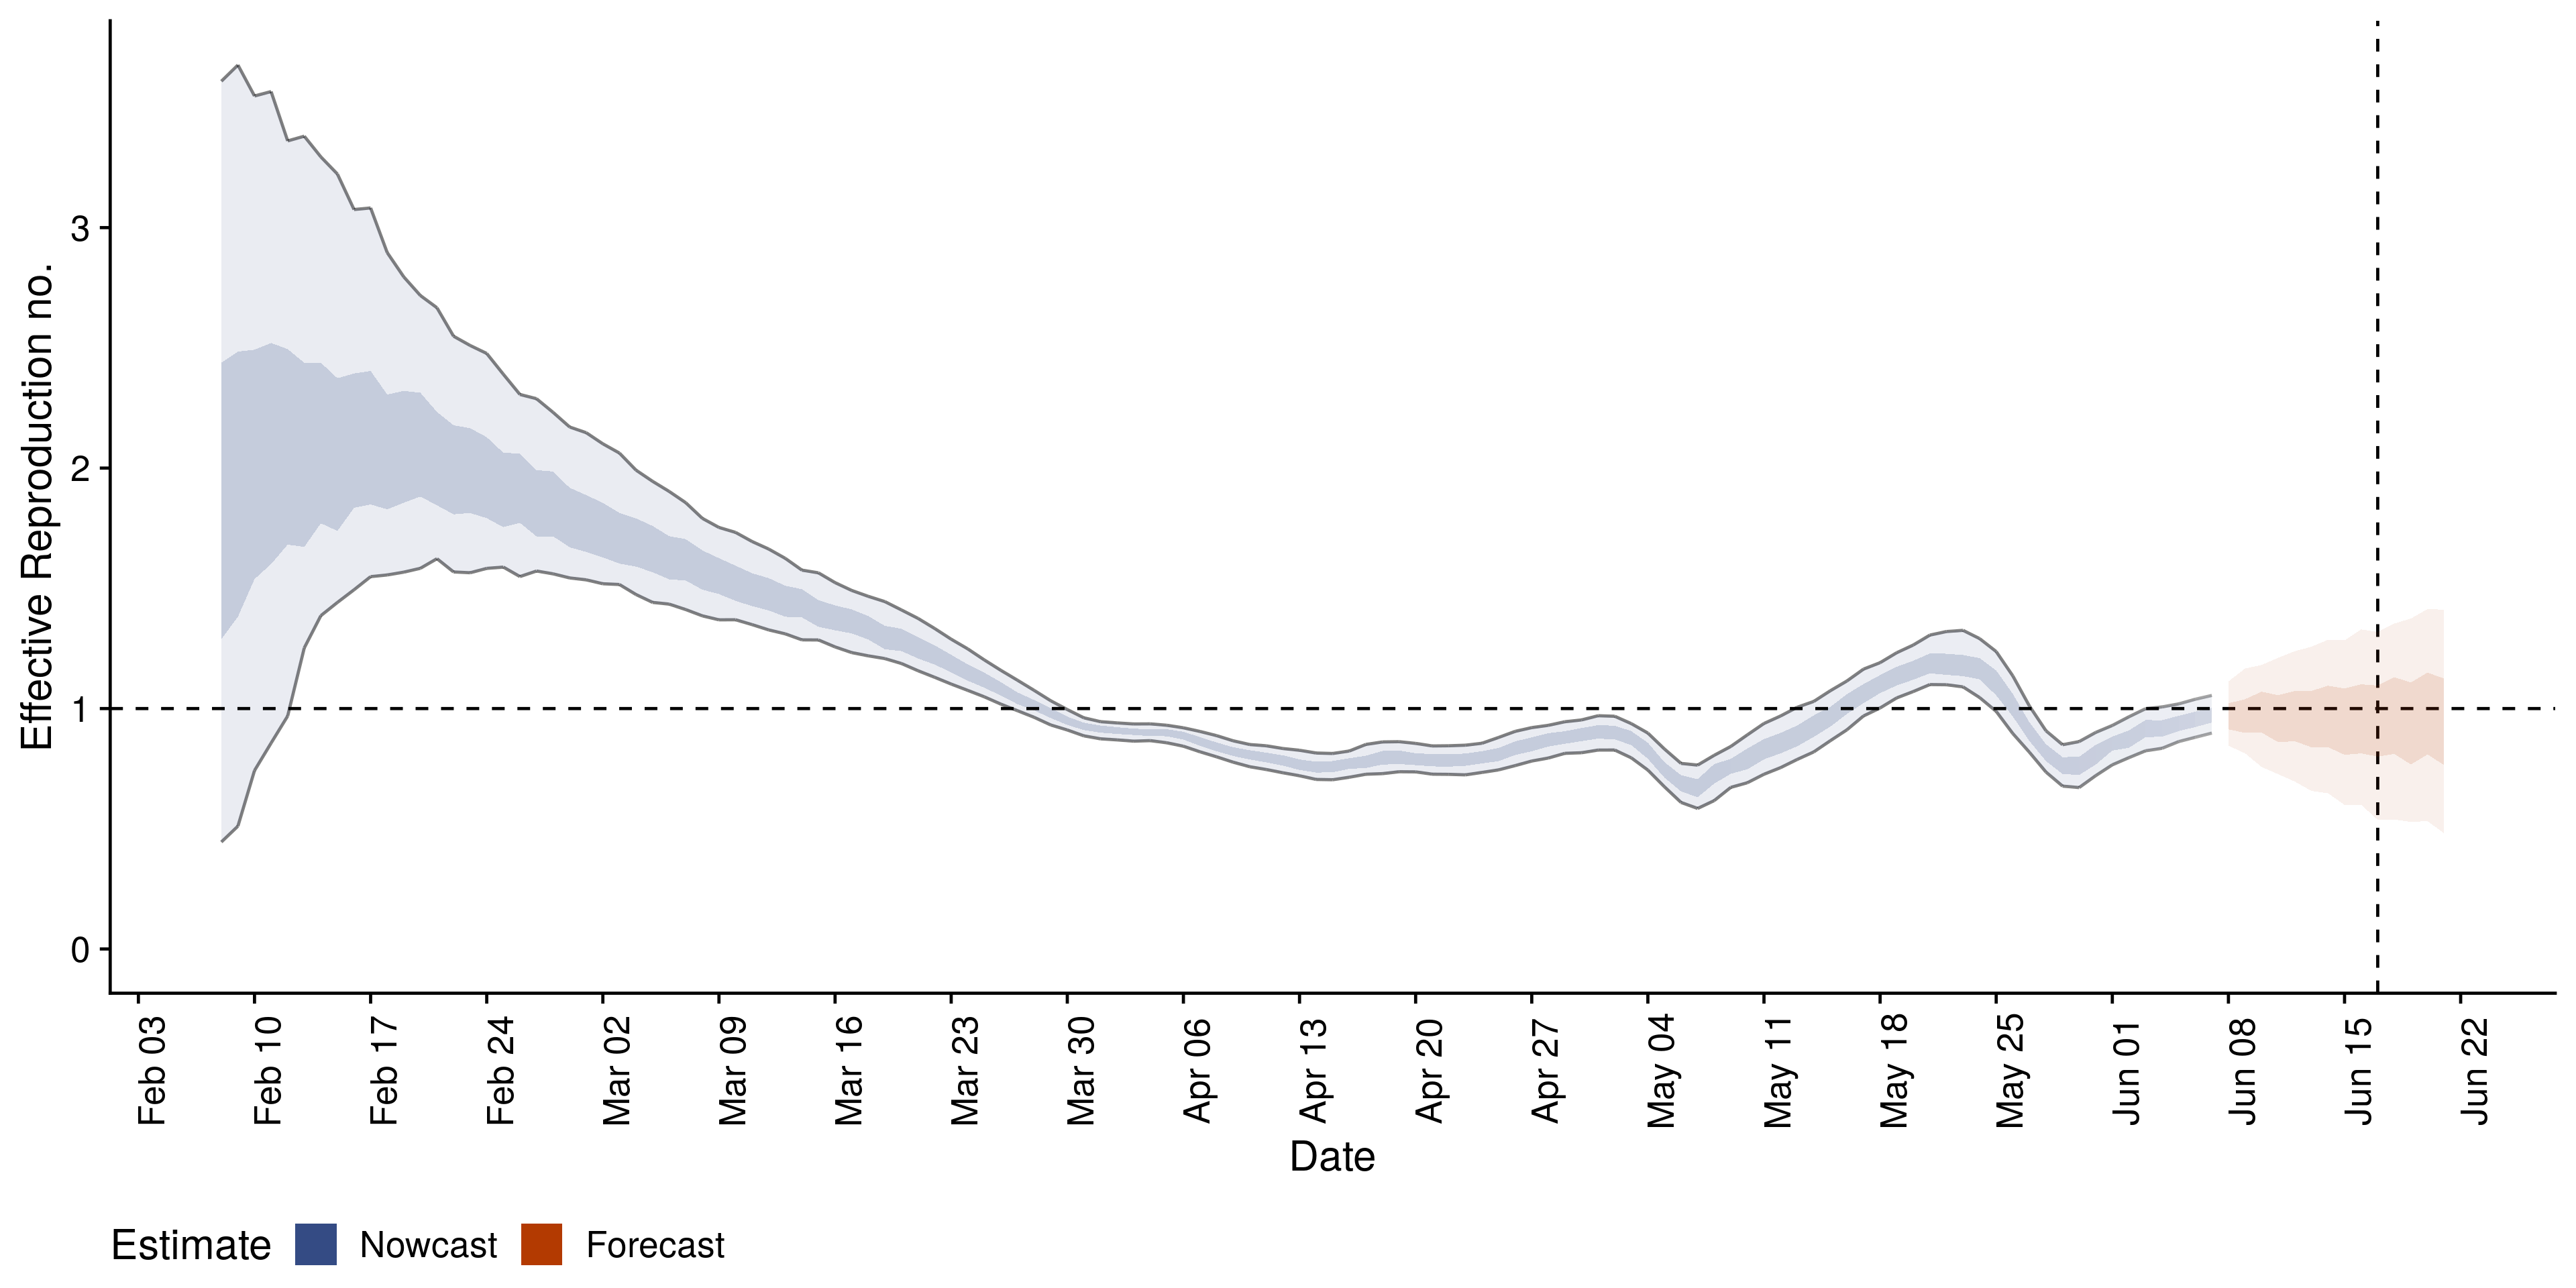 Effective Reproduction no.
3
2
1
0
Feb 03
Feb 10
Feb 17
Feb 24
Mar 02
Mar 09
Mar 16
Mar 23
Mar 30
Apr 06
Apr 13
Apr 20
Apr 27
May 04
May 11
May 18
May 25
Jun 01
Jun 08
Jun 15
Jun 22
Date
Estimate Nowcast Forecast